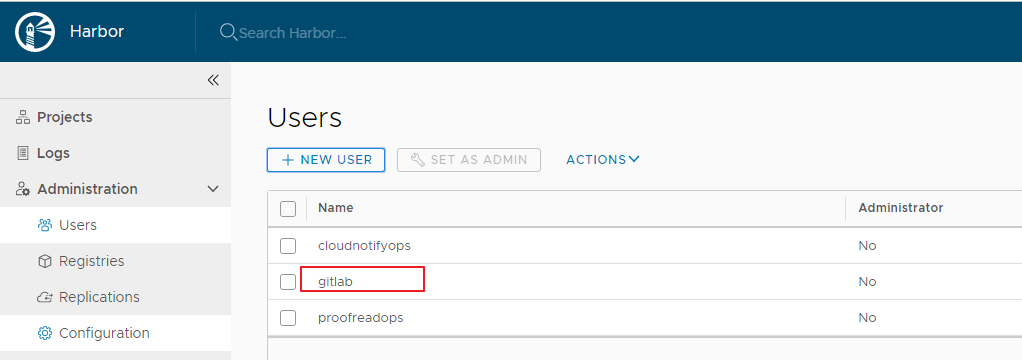 Harbor
Search Harbor...
Projects
Logs
Administration
Users
Registries
Replications
Configuration
Users
NEW USER
SET AS ADMIN
ACTIONS
Name
Administrator
cloudnotifyops
No
gitlab
No
proofreadops
No